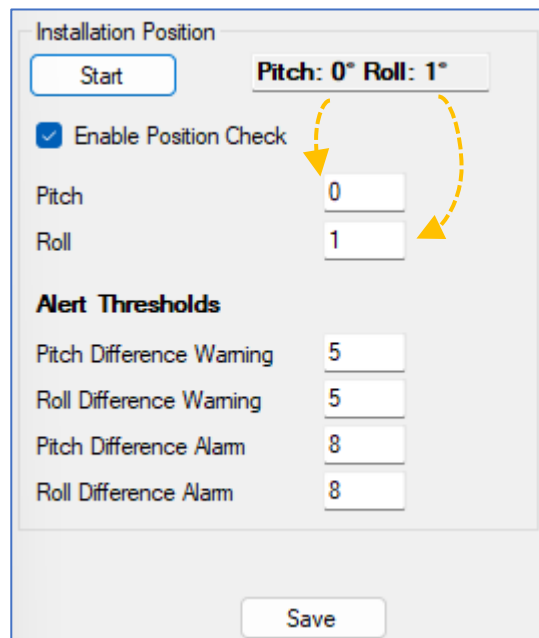 Installation Position
Start
Pitch: 0° Roll: 1°
Enable Position Check
Pitch 0
Roll 1
Alert Thresholds
Pitch Difference Warning 5
Roll Difference Warning 5
Pitch Difference Alarm 8
Roll Difference Alarm 8
Save